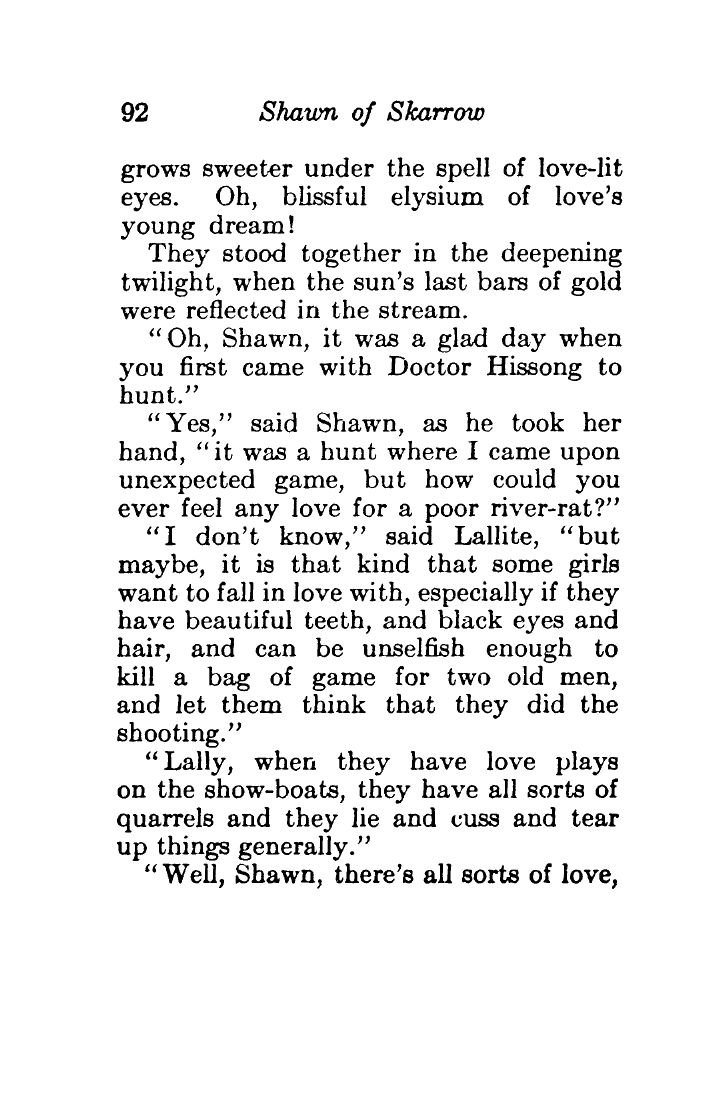 92 Shawn of Skarrow
grows sweeter under the spell of love-lit
eyes. Oh, blissful elysium of love's
young dream!
They stood together in the deepening
twilight, when the sun's last bars of gold
were reflected in the stream.
"Oh, Shawn, it was a glad day when
you first came with Doctor Hissong to
hunt."
"Yes," said Shawn, as he took her
hand, "it was a hunt where I came upon
unexpected game, but how could you
ever feel any love for a poor river-rat?"
"I don't know," said Lallite, "but
maybe, it is that kind that some girls
want to fall in love with, especially if they
have beautiful teeth, and black eyes and
hair, and can be unselfish enough to
kill a bag of game for two old men,
and let them think that they did the
shooting."
"Lally, when they have love plays
on the show-boats, they have all sorts of
quarrels and they lie and cuss and tear
up things generally."
"Well, Shawn, there's all sorts of love,